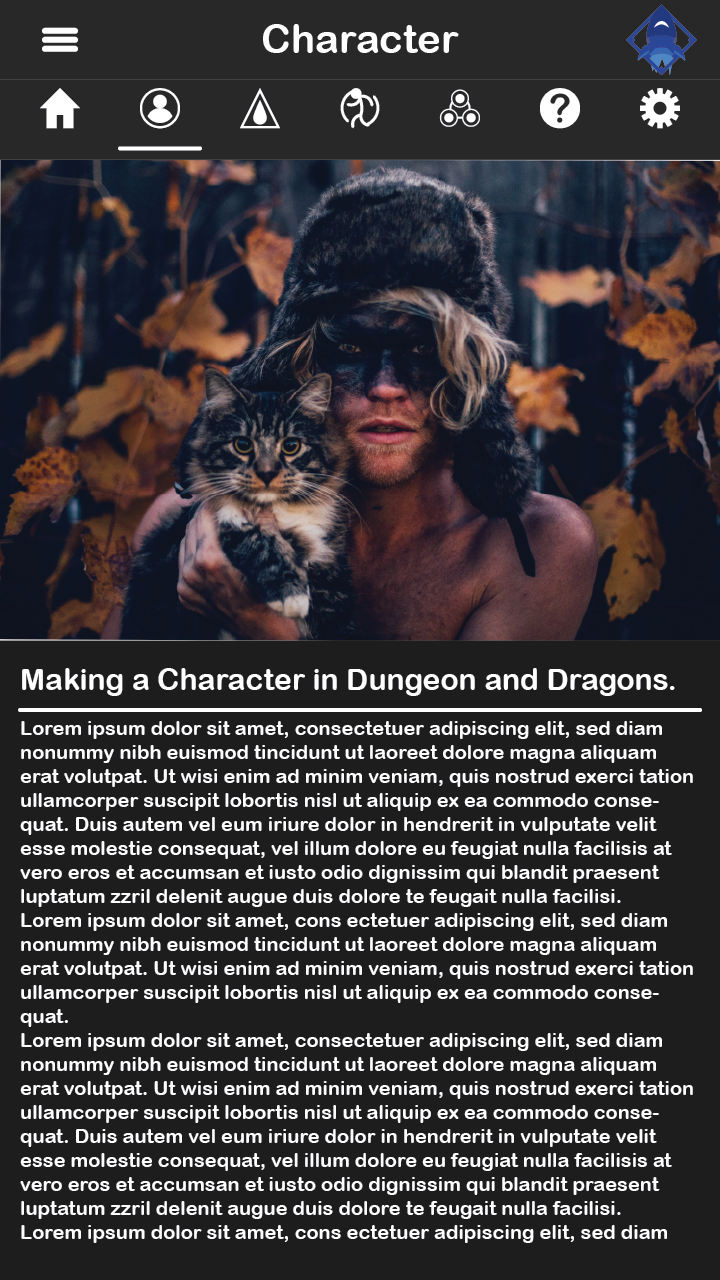 Character
Making a Character in Dungeon and Dragons.
Lorem ipsum dolor sit amet, consectetuer adipiscing elit, sed diam
nonummy nibh euismod tincidunt ut laoreet dolore magna aliquam
erat volutpat. Ut wisi enim ad minim veniam, quis nostrud exerci tation
ullamcorper suscipit lobortis nisl ut aliquip ex ea commodo conse-
quat. Duis autem vel eum iriure dolor in hendrerit in vulputate velit
esse molestie consequat, vel illum dolore eu feugiat nulla facilisis at
vero eros et accumsan et iusto odio dignissim qui blandit praesent
luptatum zzril delenit augue duis dolore te feugait nulla facilisi.
Lorem ipsum dolor sit amet, cons ectetuer adipiscing elit, sed diam
nonummy nibh euismod tincidunt ut laoreet dolore magna aliquam
erat volutpat. Ut wisi enim ad minim veniam, quis nostrud exerci tation
ullamcorper suscipit lobortis nisl ut aliquip ex ea commodo conse-
quat.
Lorem ipsum dolor sit amet, consectetuer adipiscing elit, sed diam
nonummy nibh euismod tincidunt ut laoreet dolore magna aliquam
erat volutpat. Ut wisi enim ad minim veniam, quis nostrud exerci tation
ullamcorper suscipit lobortis nisl ut aliquip ex ea commodo conse-
quat. Duis autem vel eum iriure dolor in hendrerit in vulputate velit
esse molestie consequat, vel illum dolore eu feugiat nulla facilisis at
vero eros et accumsan et iusto odio dignissim qui blandit praesent
luptatum zzril delenit augue duis dolore te feugait nulla facilisi.
Lorem ipsum dolor sit amet, cons ectetuer adipiscing elit, sed diam